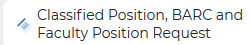 Classified Position, BARC and
Faculty Position Request